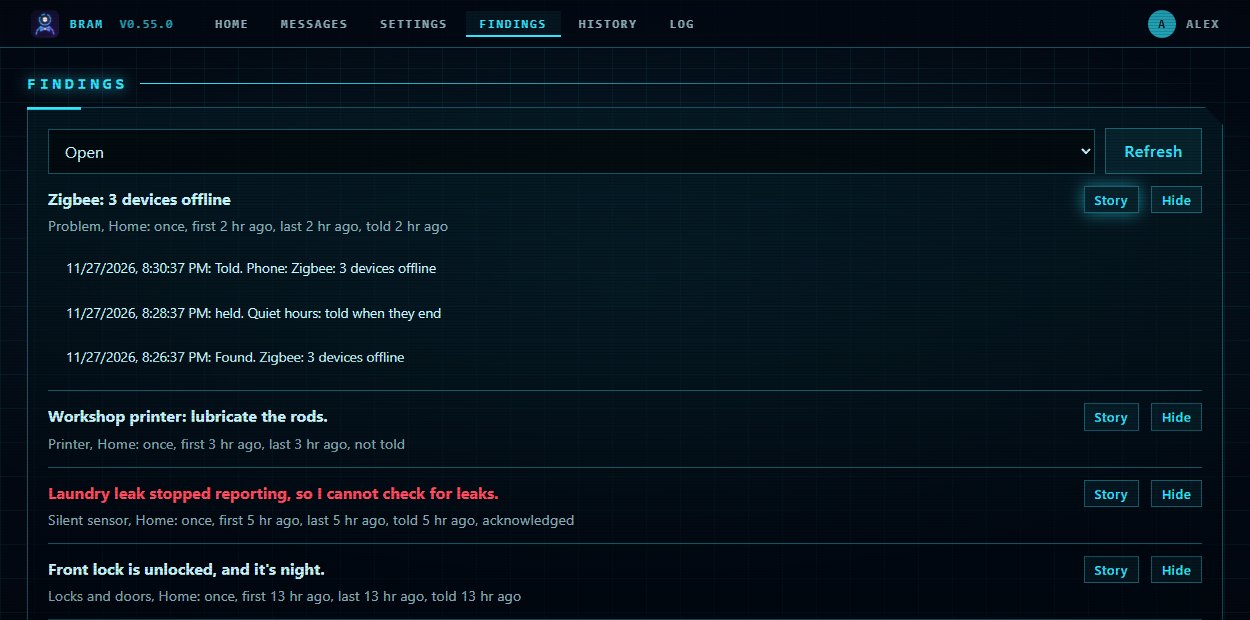 BRAM V0.55.0 HOME MESSAGES SETTINGS FINDINGS HISTORY LOG A ALEX
FINDINGS
Open Refresh
Zigbee: 3 devices offline Story Hide
Problem, Home: once, first 2 hr ago, last 2 hr ago, told 2 hr ago
11/27/2026, 8:30:37 PM: Told. Phone: Zigbee: 3 devices offline
11/27/2026, 8:28:37 PM: held. Quiet hours: told when they end
11/27/2026, 8:26:37 PM: Found. Zigbee: 3 devices offline
Workshop printer: lubricate the rods. Story Hide
Printer, Home: once, first 3 hr ago, last 3 hr ago, not told
Laundry leak stopped reporting, so I cannot check for leaks. Story Hide
Silent sensor, Home: once, first 5 hr ago, last 5 hr ago, told 5 hr ago, acknowledged
Front lock is unlocked, and it's night. Story Hide
Locks and doors, Home: once, first 13 hr ago, last 13 hr ago, told 13 hr ago